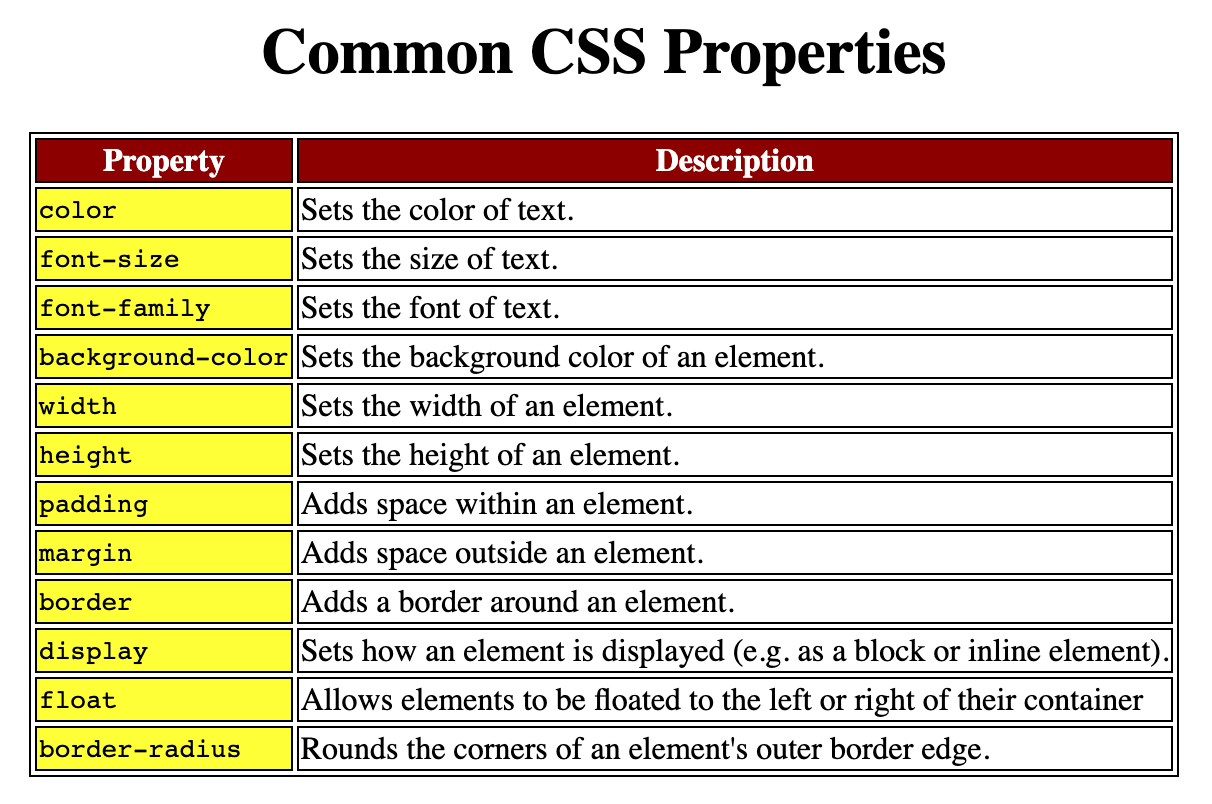 Common CSS Properties
Property Description
color Sets the color of text.
font-size Sets the size of text.
font-family Sets the font of text.
background-color Sets the background color of an element.
width Sets the width of an element.
height Sets the height of an element.
padding Adds space within an element.
margin Adds space outside an element.
border Adds a border around an element.
display Sets how an element is displayed (e.g. as a block or inline element).
float Allows elements to be floated to the left or right of their container
border-radius Rounds the corners of an element's outer border edge.